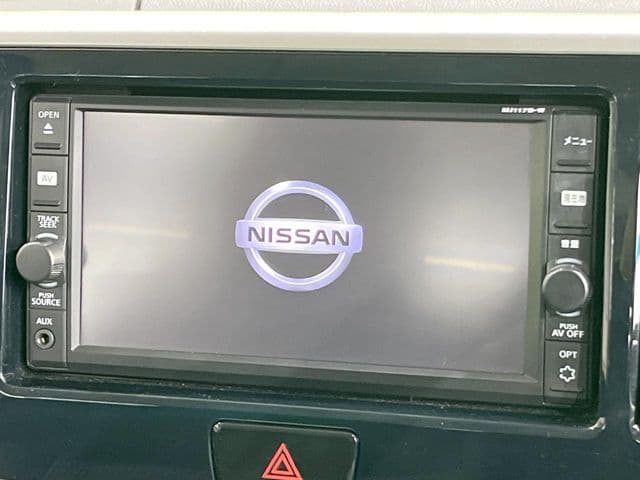 OPEN
AV
TRACK
SEEK
PUSH
SOURCE
AUX
NISSAN
メニュー
現在地
音量
PUSH
AV OFF
OPT